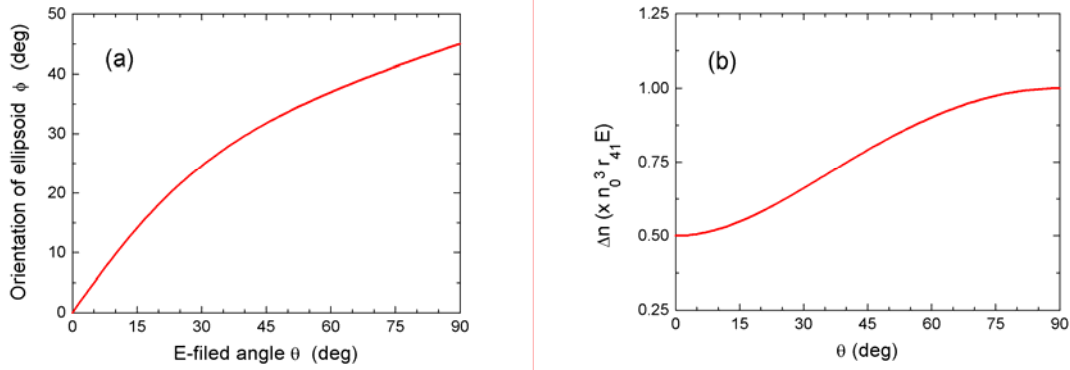 (a)
Orientation of ellipsoid ϕ (deg)
50
40
30
20
10
0
0 15 30 45 60 75 90
E-filed angle θ (deg)
(b)
Δn (x n₀³ r₄₁E)
1.25
1.00
0.75
0.50
0.25
0 15 30 45 60 75 90
θ (deg)